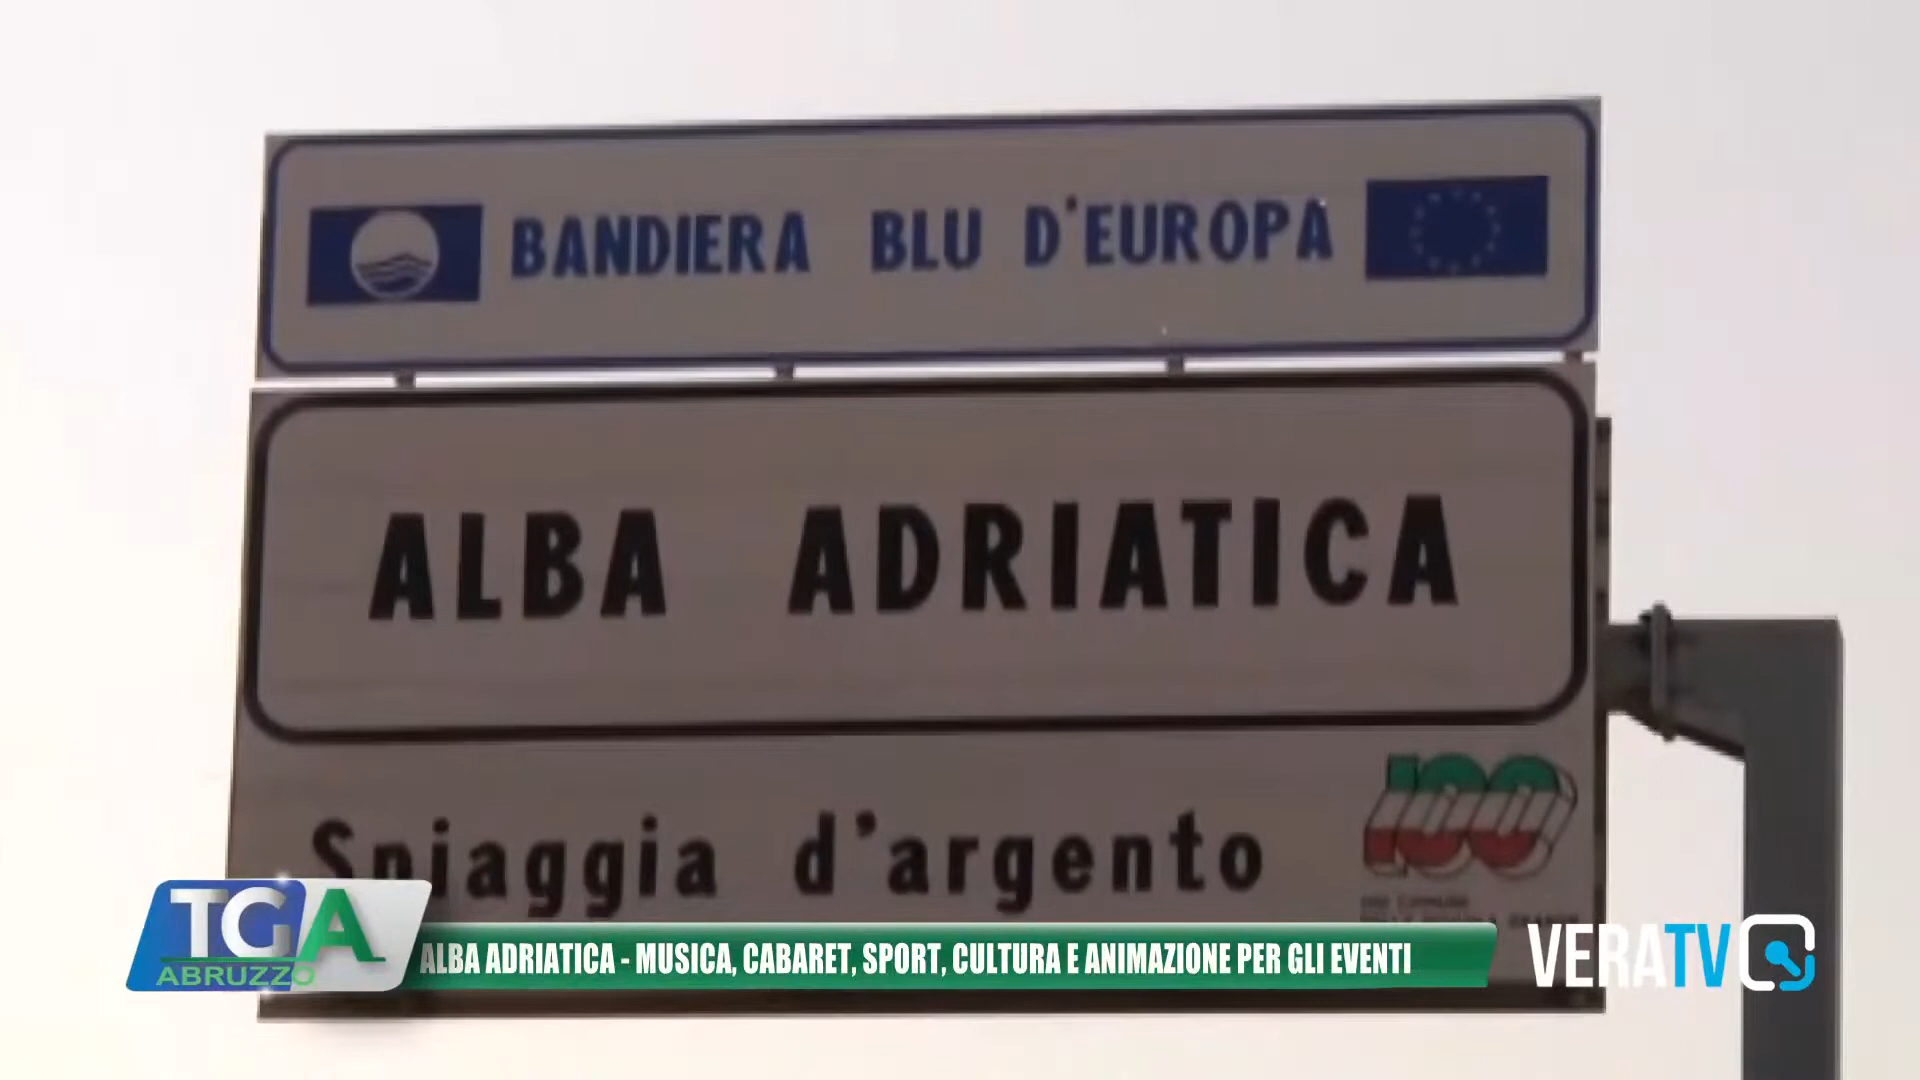 BANDIERA BLU D'EUROPA
ALBA ADRIATICA
Spiaggia d'argento
100
TGA
ABRUZZO
ALBA ADRIATICA - MUSICA, CABARET, SPORT, CULTURA E ANIMAZIONE PER GLI EVENTI
VERATV